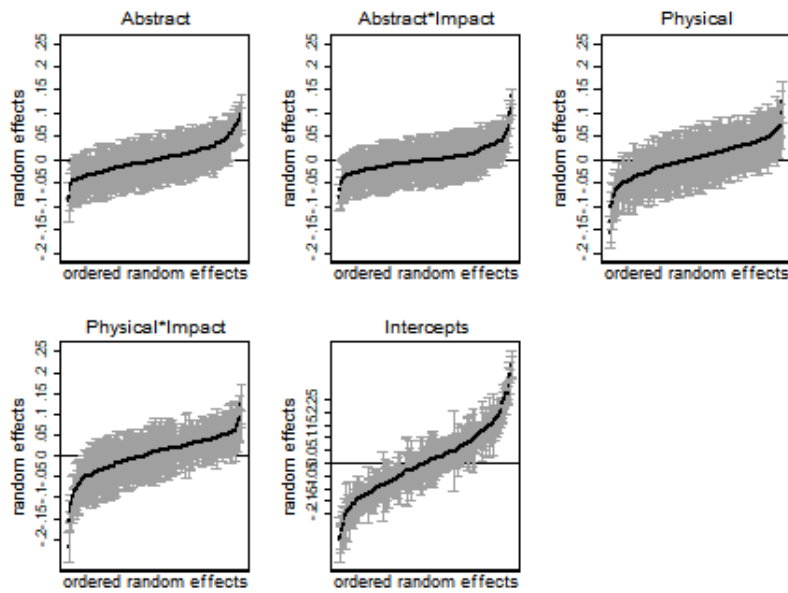 Abstract
Abstract*Impact
Physical
random effects
-.2-.15-.1-.05 0 .05 .1 .15 .2 .25
ordered random effects
random effects
-.2-.15-.1-.05 0 .05 .1 .15 .2 .25
ordered random effects
random effects
-.2-.15-.1-.05 0 .05 .1 .15 .2 .25
ordered random effects
Physical*Impact
Intercepts
random effects
-.2-.15-.1-.05 0 .05 .1 .15 .2 .25
ordered random effects
random effects
ordered random effects